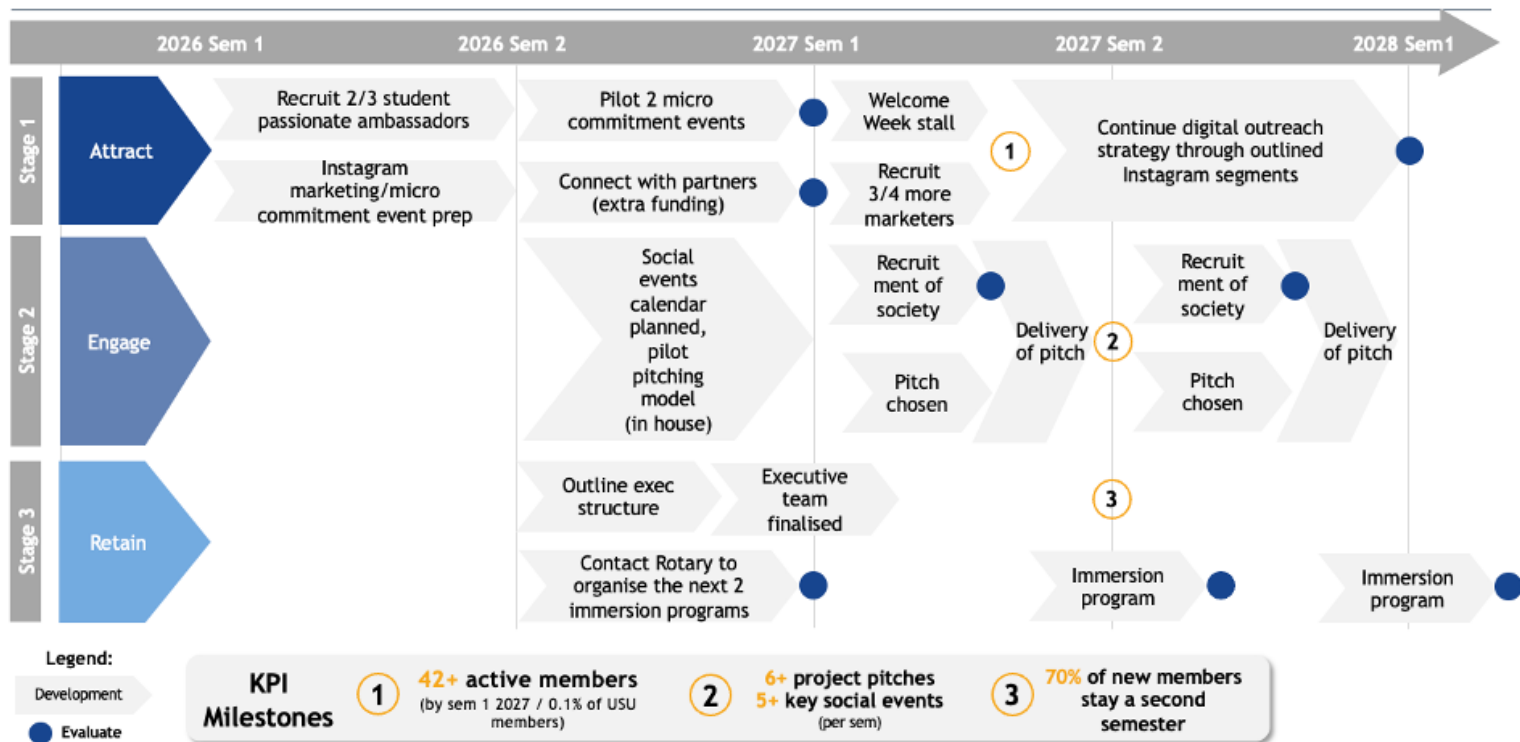 2026 Sem 1
2026 Sem 2
2027 Sem 1
2027 Sem 2
2028 Sem1
Stage 1
Attract
Recruit 2/3 student
passionate ambassadors
Instagram
marketing/micro
commitment event prep
Pilot 2 micro
commitment events
Connect with partners
(extra funding)
Welcome
Week stall
Recruit
3/4 more
marketers
1
Continue digital outreach
strategy through outlined
Instagram segments
Stage 2
Engage
Social
events
calendar
planned,
pilot
pitching
model
(in house)
Recruit
ment of
society
Pitch
chosen
Delivery
of pitch
2
Recruit
ment of
society
Pitch
chosen
Delivery
of pitch
Stage 3
Retain
Outline exec
structure
Executive
team
finalised
Contact Rotary to
organise the next 2
immersion programs
3
Immersion
program
Immersion
program
Legend:
Development
Evaluate
KPI
Milestones
1
42+ active members
(by sem 1 2027 / 0.1% of USU
members)
2
6+ project pitches
5+ key social events
(per sem)
3
70% of new members
stay a second
semester